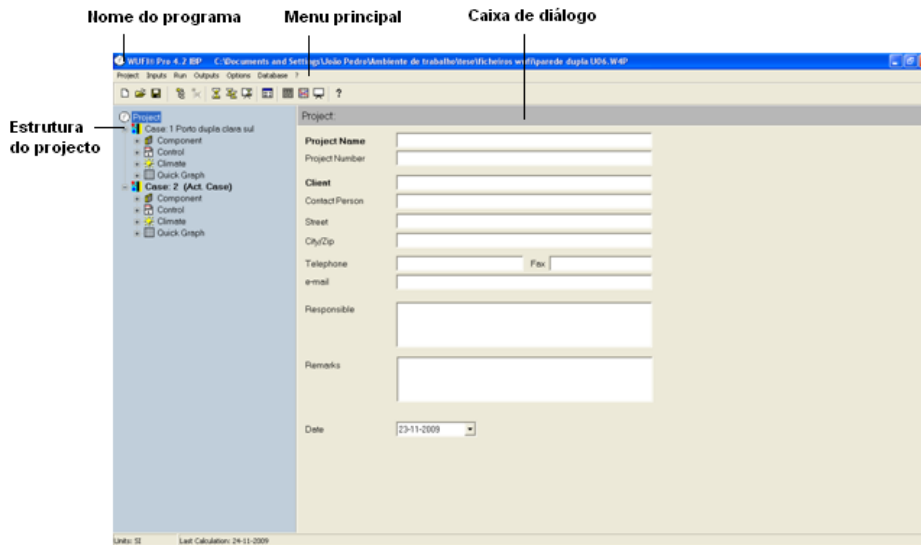 Nome do programa
Menu principal
Caixa de diálogo
WUFI® Pro 4.2 IBP C:\Documents and Settings\João Pedro\Ambiente de trabalho\tese\ficheiros wufi\parede dupla U06.W4P
Project Inputs Run Outputs Options Database ?
Estrutura
do projecto
Project
Case: 1 Porto dupla clara sul
Component
Control
Climate
Quick Graph
Case: 2 (Act. Case)
Component
Control
Climate
Quick Graph
Project:
Project Name
Project Number
Client
Contact Person
Street
City/Zip
Telephone Fax
e-mail
Responsible
Remarks
Date 23-11-2009
Units: SI Last Calculation: 24-11-2009